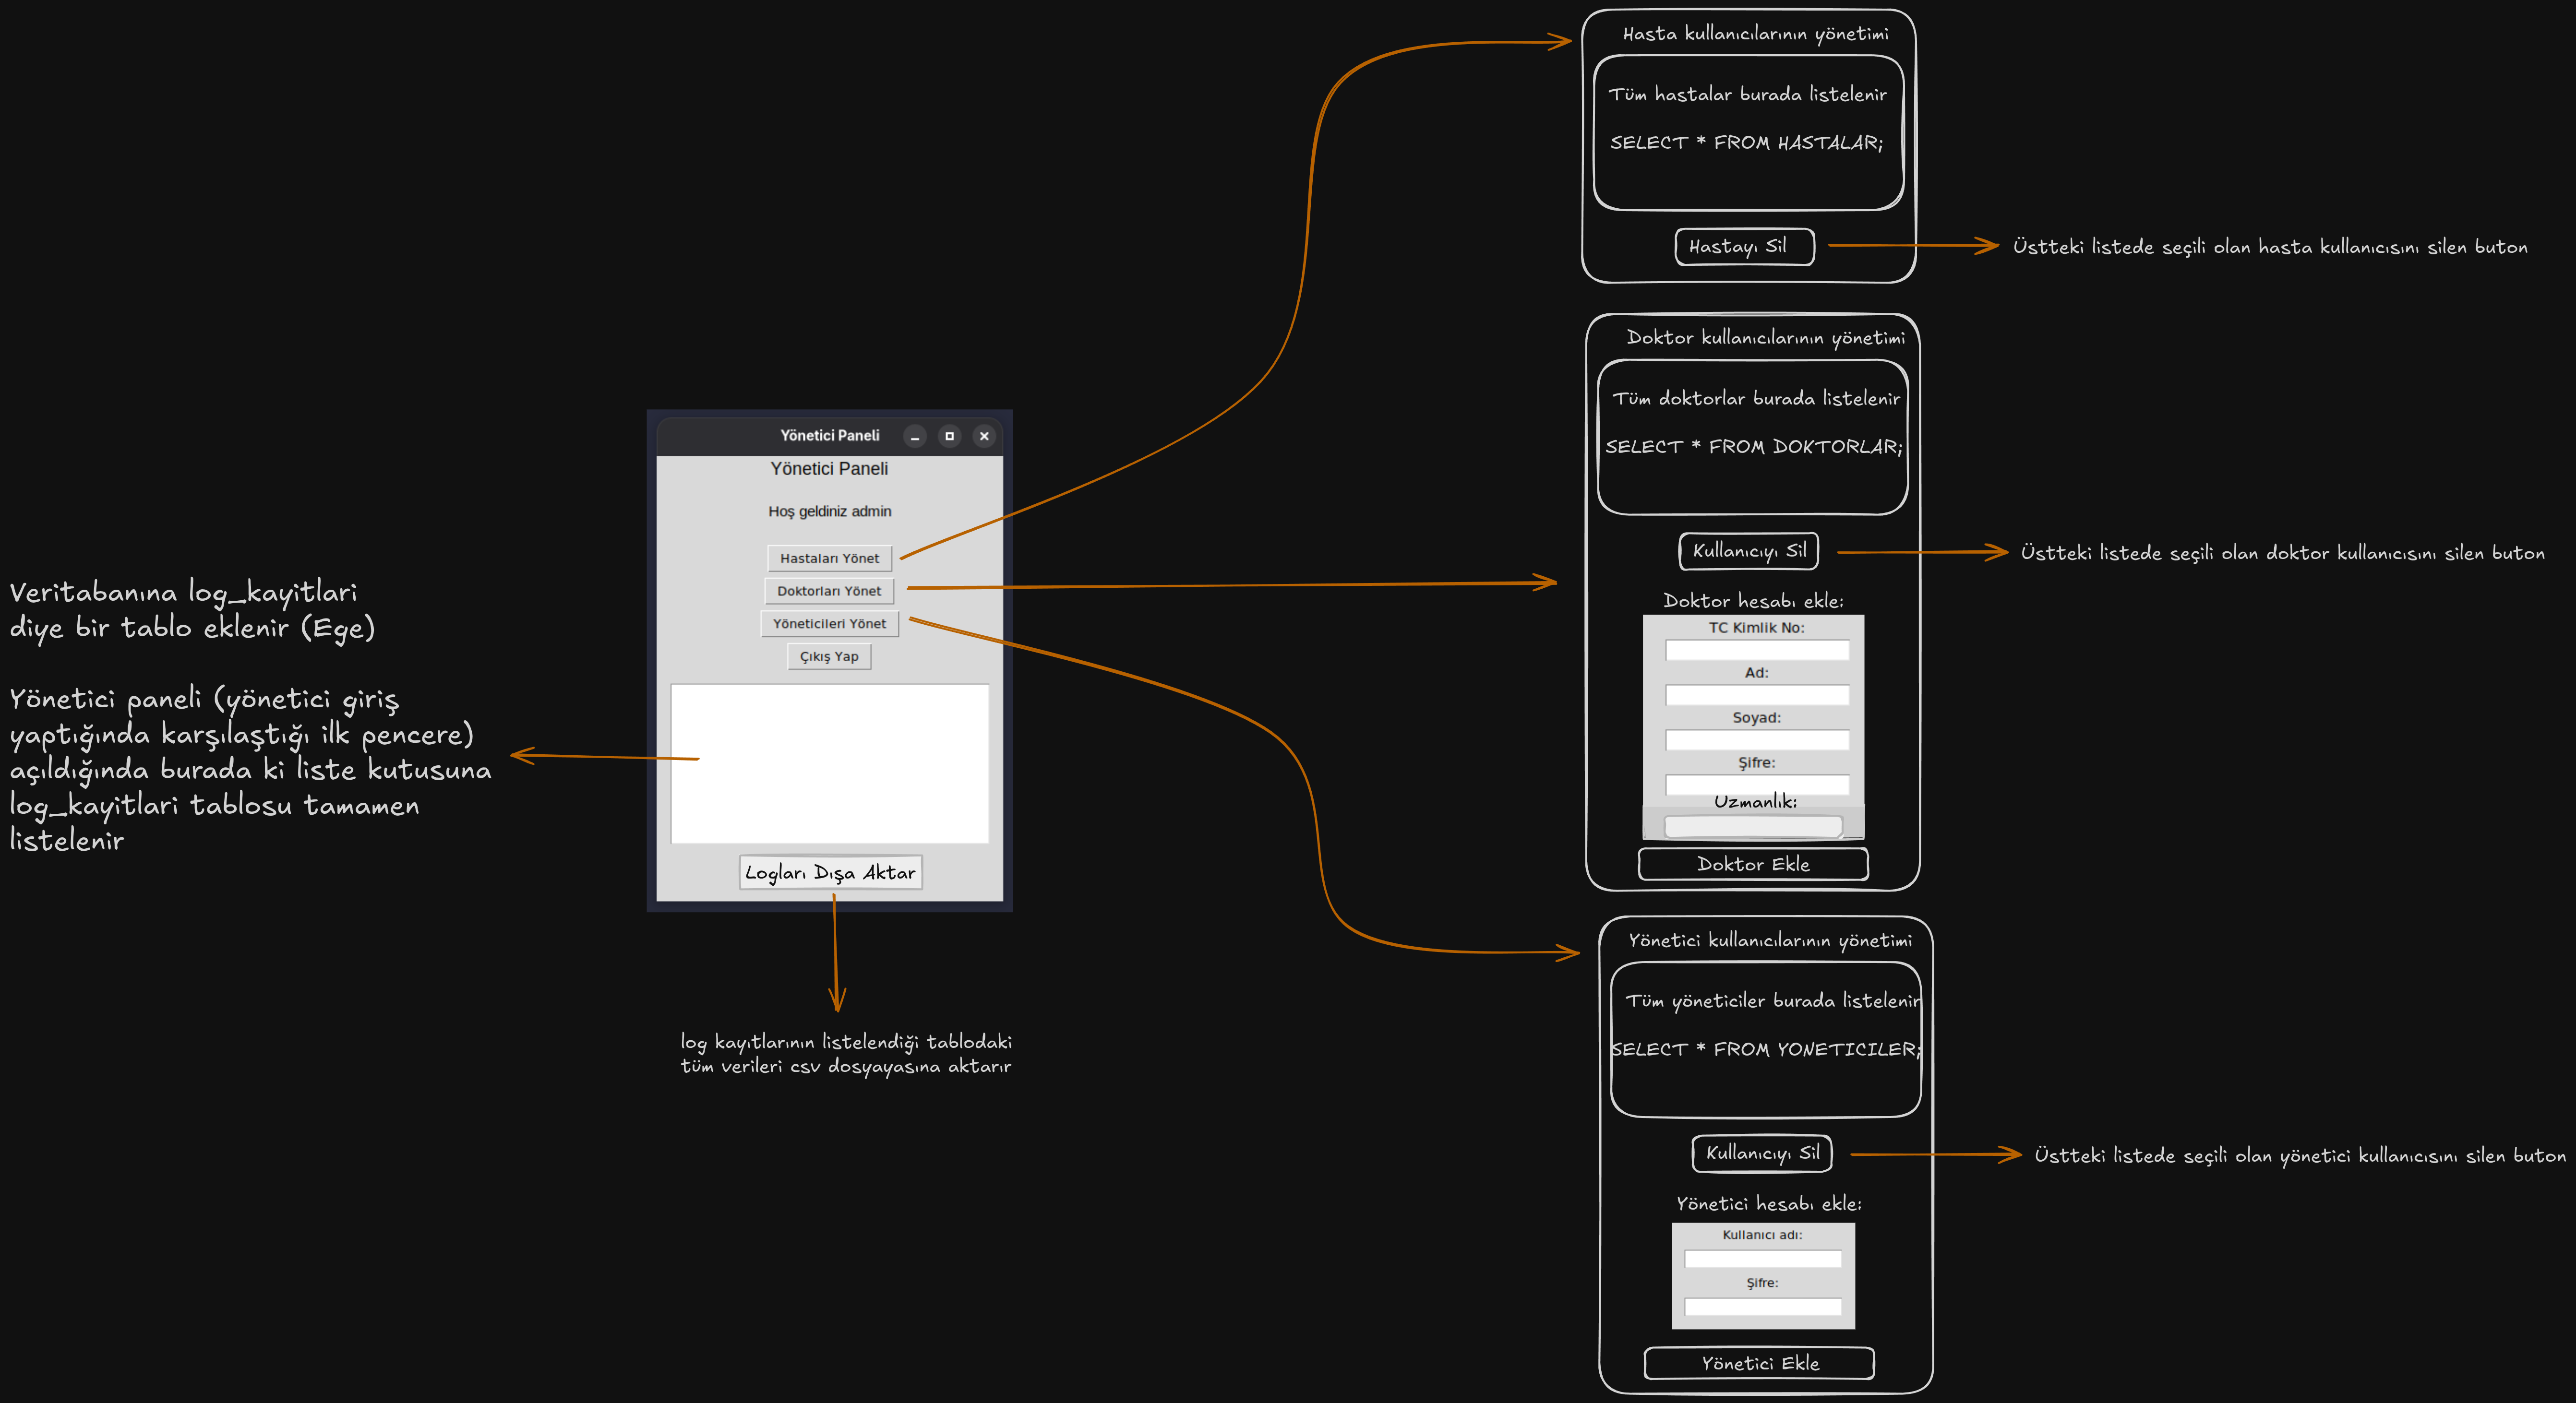 Veritabanına log_kayitlari
diye bir tablo eklenir (Ege)
Yönetici paneli (yönetici giriş
yaptığında karşılaştığı ilk pencere)
açıldığında burada ki liste kutusuna
log_kayitlari tablosu tamamen
listelenir
Yönetici Paneli
Yönetici Paneli
Hoş geldiniz admin
Hastaları Yönet
Doktorları Yönet
Yöneticileri Yönet
Çıkış Yap
Logları Dışa Aktar
log kayıtlarının listelendiği tablodaki
tüm verileri csv dosyayasına aktarır
Hasta kullanıcılarının yönetimi
Tüm hastalar burada listelenir
SELECT * FROM HASTALAR;
Hastayı Sil
Üstteki listede seçili olan hasta kullanıcısını silen buton
Doktor kullanıcılarının yönetimi
Tüm doktorlar burada listelenir
SELECT * FROM DOKTORLAR;
Kullanıcıyı Sil
Üstteki listede seçili olan doktor kullanıcısını silen buton
Doktor hesabı ekle:
TC Kimlik No:
Ad:
Soyad:
Şifre:
Uzmanlık:
Doktor Ekle
Yönetici kullanıcılarının yönetimi
Tüm yöneticiler burada listelenir
SELECT * FROM YONETICILER;
Kullanıcıyı Sil
Üstteki listede seçili olan yönetici kullanıcısını silen buton
Yönetici hesabı ekle:
Kullanıcı adı:
Şifre:
Yönetici Ekle